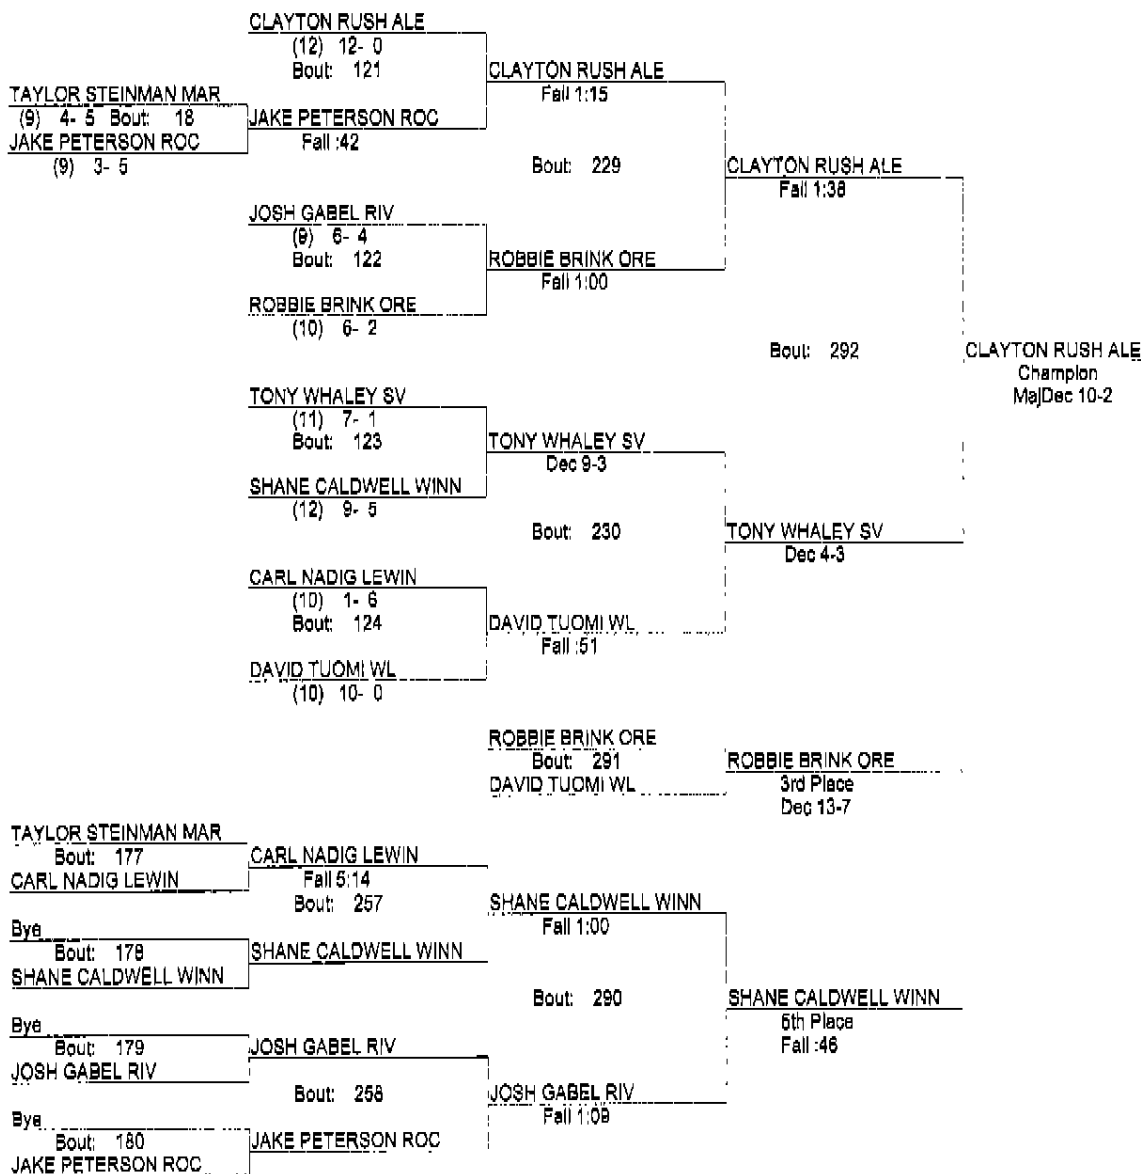 CLAYTON RUSH ALE
(12) 12- 0
Bout: 121
CLAYTON RUSH ALE
Fall 1:15
TAYLOR STEINMAN MAR
(9) 4- 5 Bout: 18
JAKE PETERSON ROC
(9) 3- 5
JAKE PETERSON ROC
Fall :42
Bout: 229
CLAYTON RUSH ALE
Fall 1:38
JOSH GABEL RIV
(9) 6- 4
Bout: 122
ROBBIE BRINK ORE
Fall 1:00
ROBBIE BRINK ORE
(10) 6- 2
Bout: 292
CLAYTON RUSH ALE
Champion
MajDec 10-2
TONY WHALEY SV
(11) 7- 1
Bout: 123
TONY WHALEY SV
Dec 9-3
SHANE CALDWELL WINN
(12) 9- 5
Bout: 230
TONY WHALEY SV
Dec 4-3
CARL NADIG LEWIN
(10) 1- 6
Bout: 124
DAVID TUOMI WL
Fall :51
DAVID TUOMI WL
(10) 10- 0
ROBBIE BRINK ORE
Bout: 291
DAVID TUOMI WL
ROBBIE BRINK ORE
3rd Place
Dec 13-7
TAYLOR STEINMAN MAR
Bout: 177
CARL NADIG LEWIN
CARL NADIG LEWIN
Fall 5:14
Bout: 257
SHANE CALDWELL WINN
Fall 1:00
Bye
Bout: 178
SHANE CALDWELL WINN
SHANE CALDWELL WINN
Bout: 290
SHANE CALDWELL WINN
5th Place
Fall :46
Bye
Bout: 179
JOSH GABEL RIV
JOSH GABEL RIV
Bout: 258
JOSH GABEL RIV
Fall 1:09
Bye
Bout: 180
JAKE PETERSON ROC
JAKE PETERSON ROC